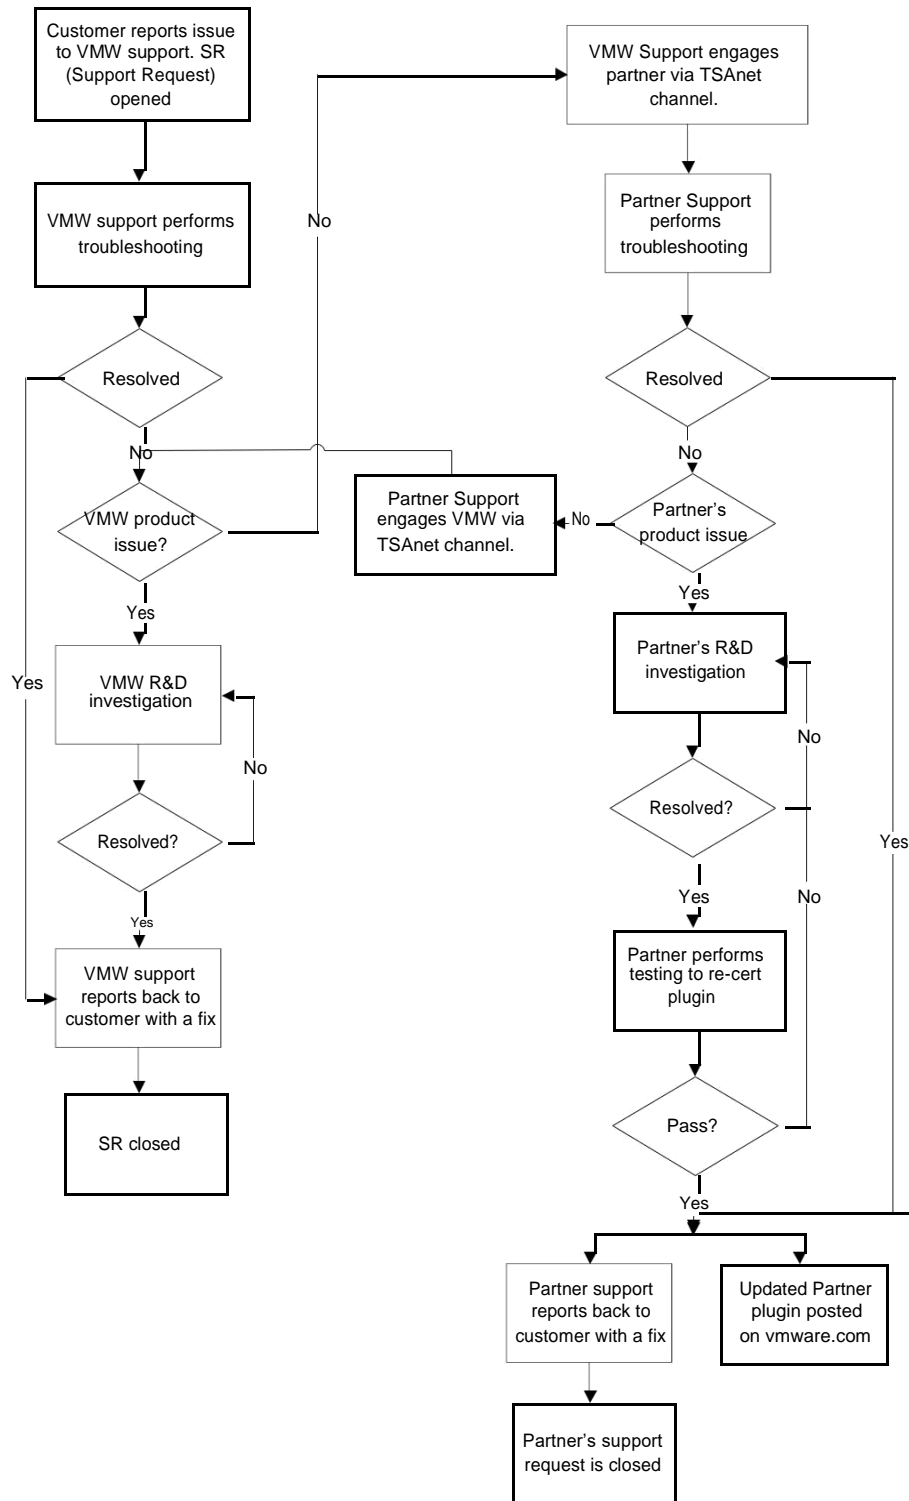 Customer reports issue
to VMW support. SR
(Support Request)
opened
VMW support performs
troubleshooting
Resolved
No
VMW product
issue?
Yes
VMW R&D
investigation
No
Resolved?
Yes
Yes
VMW support
reports back to
customer with a fix
SR closed
No
VMW Support engages
partner via TSAnet
channel.
Partner Support
performs
troubleshooting
Resolved
No
Partner’s
product issue
No
Partner Support
engages VMW via
TSAnet channel.
Yes
Partner’s R&D
investigation
No
Resolved?
Yes
No
Yes
Partner performs
testing to re-cert
plugin
Pass?
Yes
Partner support
reports back to
customer with a fix
Updated Partner
plugin posted
on vmware.com
Partner’s support
request is closed